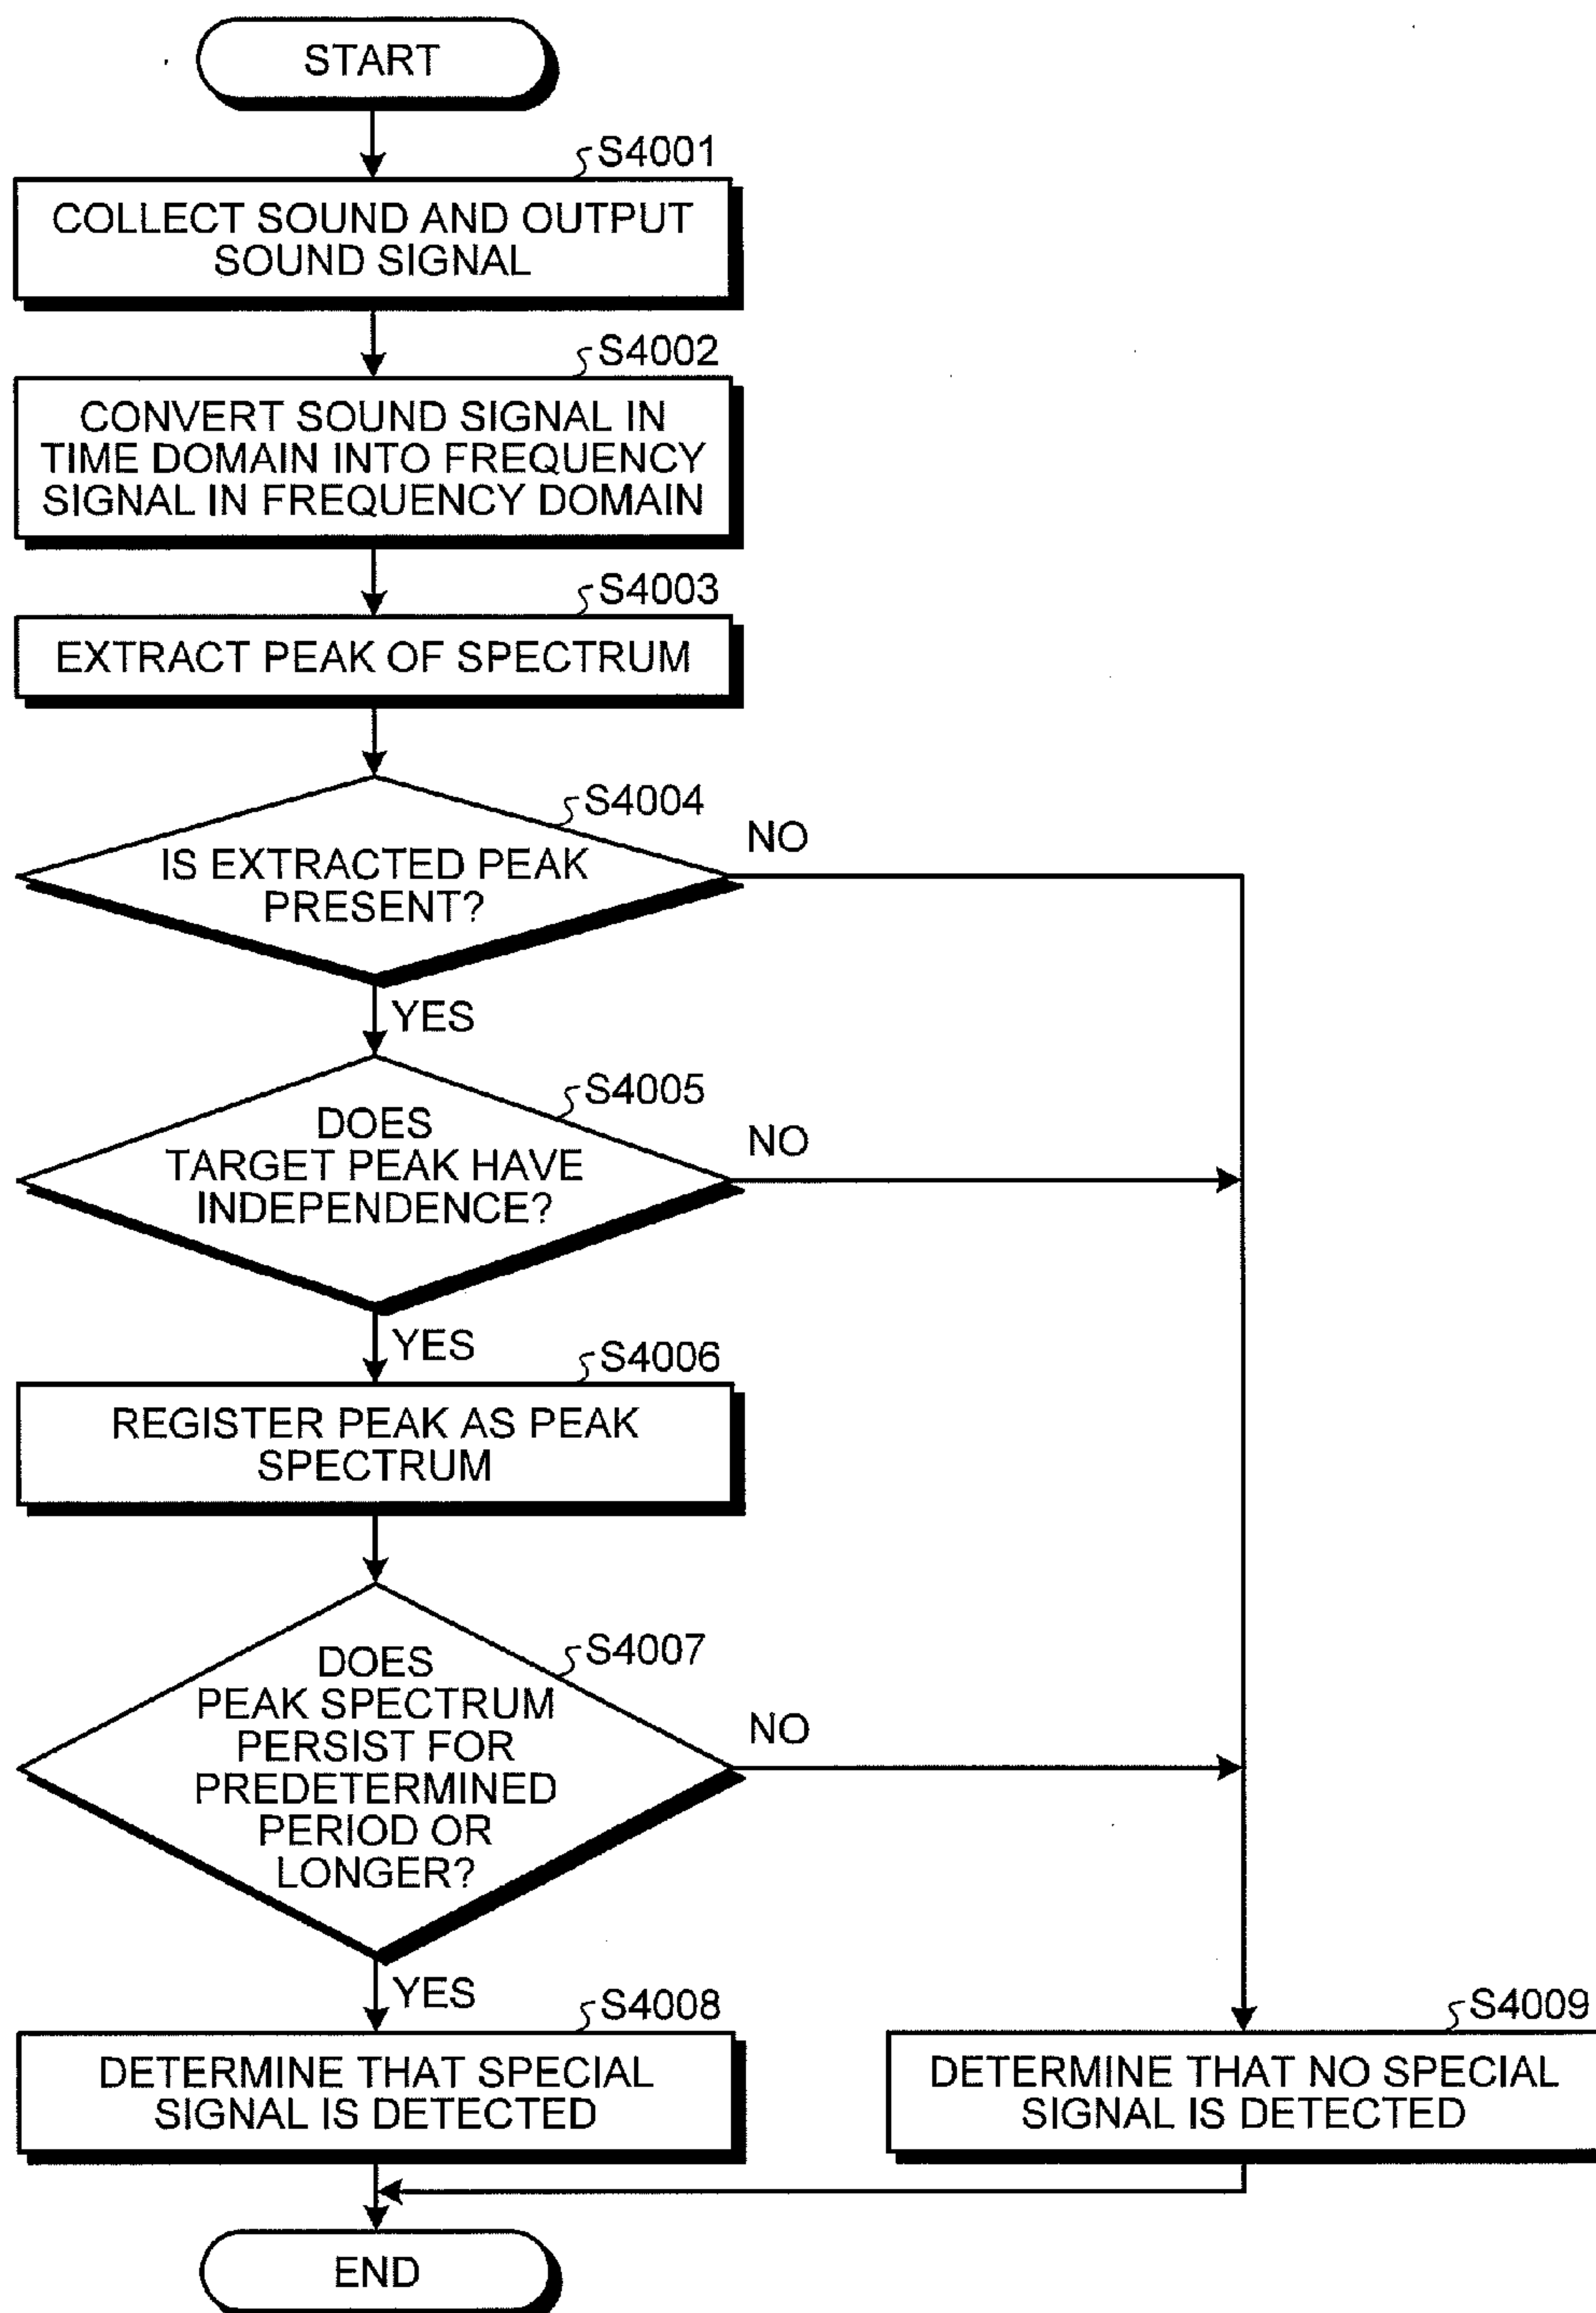 START
S4001
COLLECT SOUND AND OUTPUT
SOUND SIGNAL
S4002
CONVERT SOUND SIGNAL IN
TIME DOMAIN INTO FREQUENCY
SIGNAL IN FREQUENCY DOMAIN
S4003
EXTRACT PEAK OF SPECTRUM
S4004
NO
IS EXTRACTED PEAK
PRESENT?
YES
S4005
DOES
TARGET PEAK HAVE
INDEPENDENCE?
NO
YES
S4006
REGISTER PEAK AS PEAK
SPECTRUM
S4007
DOES
PEAK SPECTRUM
PERSIST FOR
PREDETERMINED
PERIOD OR
LONGER?
NO
YES
S4008
DETERMINE THAT SPECIAL
SIGNAL IS DETECTED
S4009
DETERMINE THAT NO SPECIAL
SIGNAL IS DETECTED
END